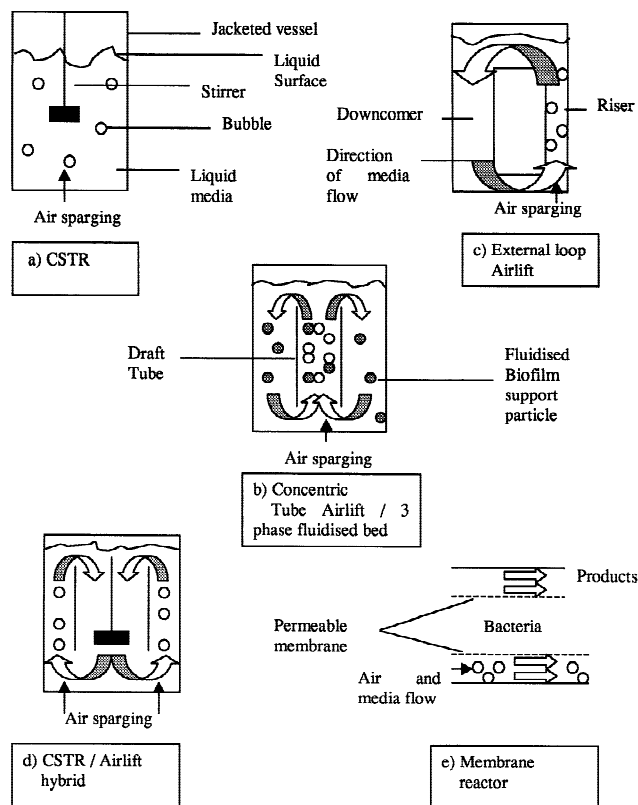 Jacketed vessel
Liquid
Surface
Stirrer
Bubble
Liquid
media
Air sparging
a) CSTR
Downcomer
Riser
Direction
of media
flow
Air sparging
c) External loop
Airlift
Draft
Tube
Fluidised
Biofilm
support
particle
Air sparging
b) Concentric
Tube Airlift / 3
phase fluidised bed
Air sparging
d) CSTR / Airlift
hybrid
Products
Permeable
membrane
Bacteria
Air and
media flow
e) Membrane
reactor